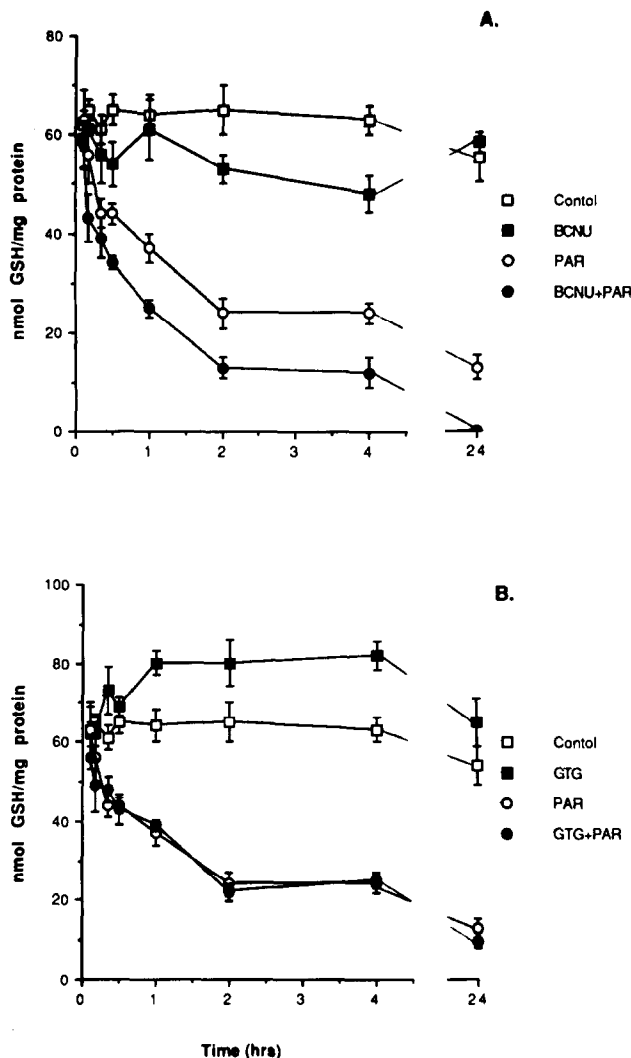 A.
80
60
40
20
0
nmol GSH/mg protein
0 1 2 3 4 24
Contol
BCNU
PAR
BCNU+PAR
B.
100
80
60
40
20
0
nmol GSH/mg protein
0 1 2 3 4 24
Contol
GTG
PAR
GTG+PAR
Time (hrs)